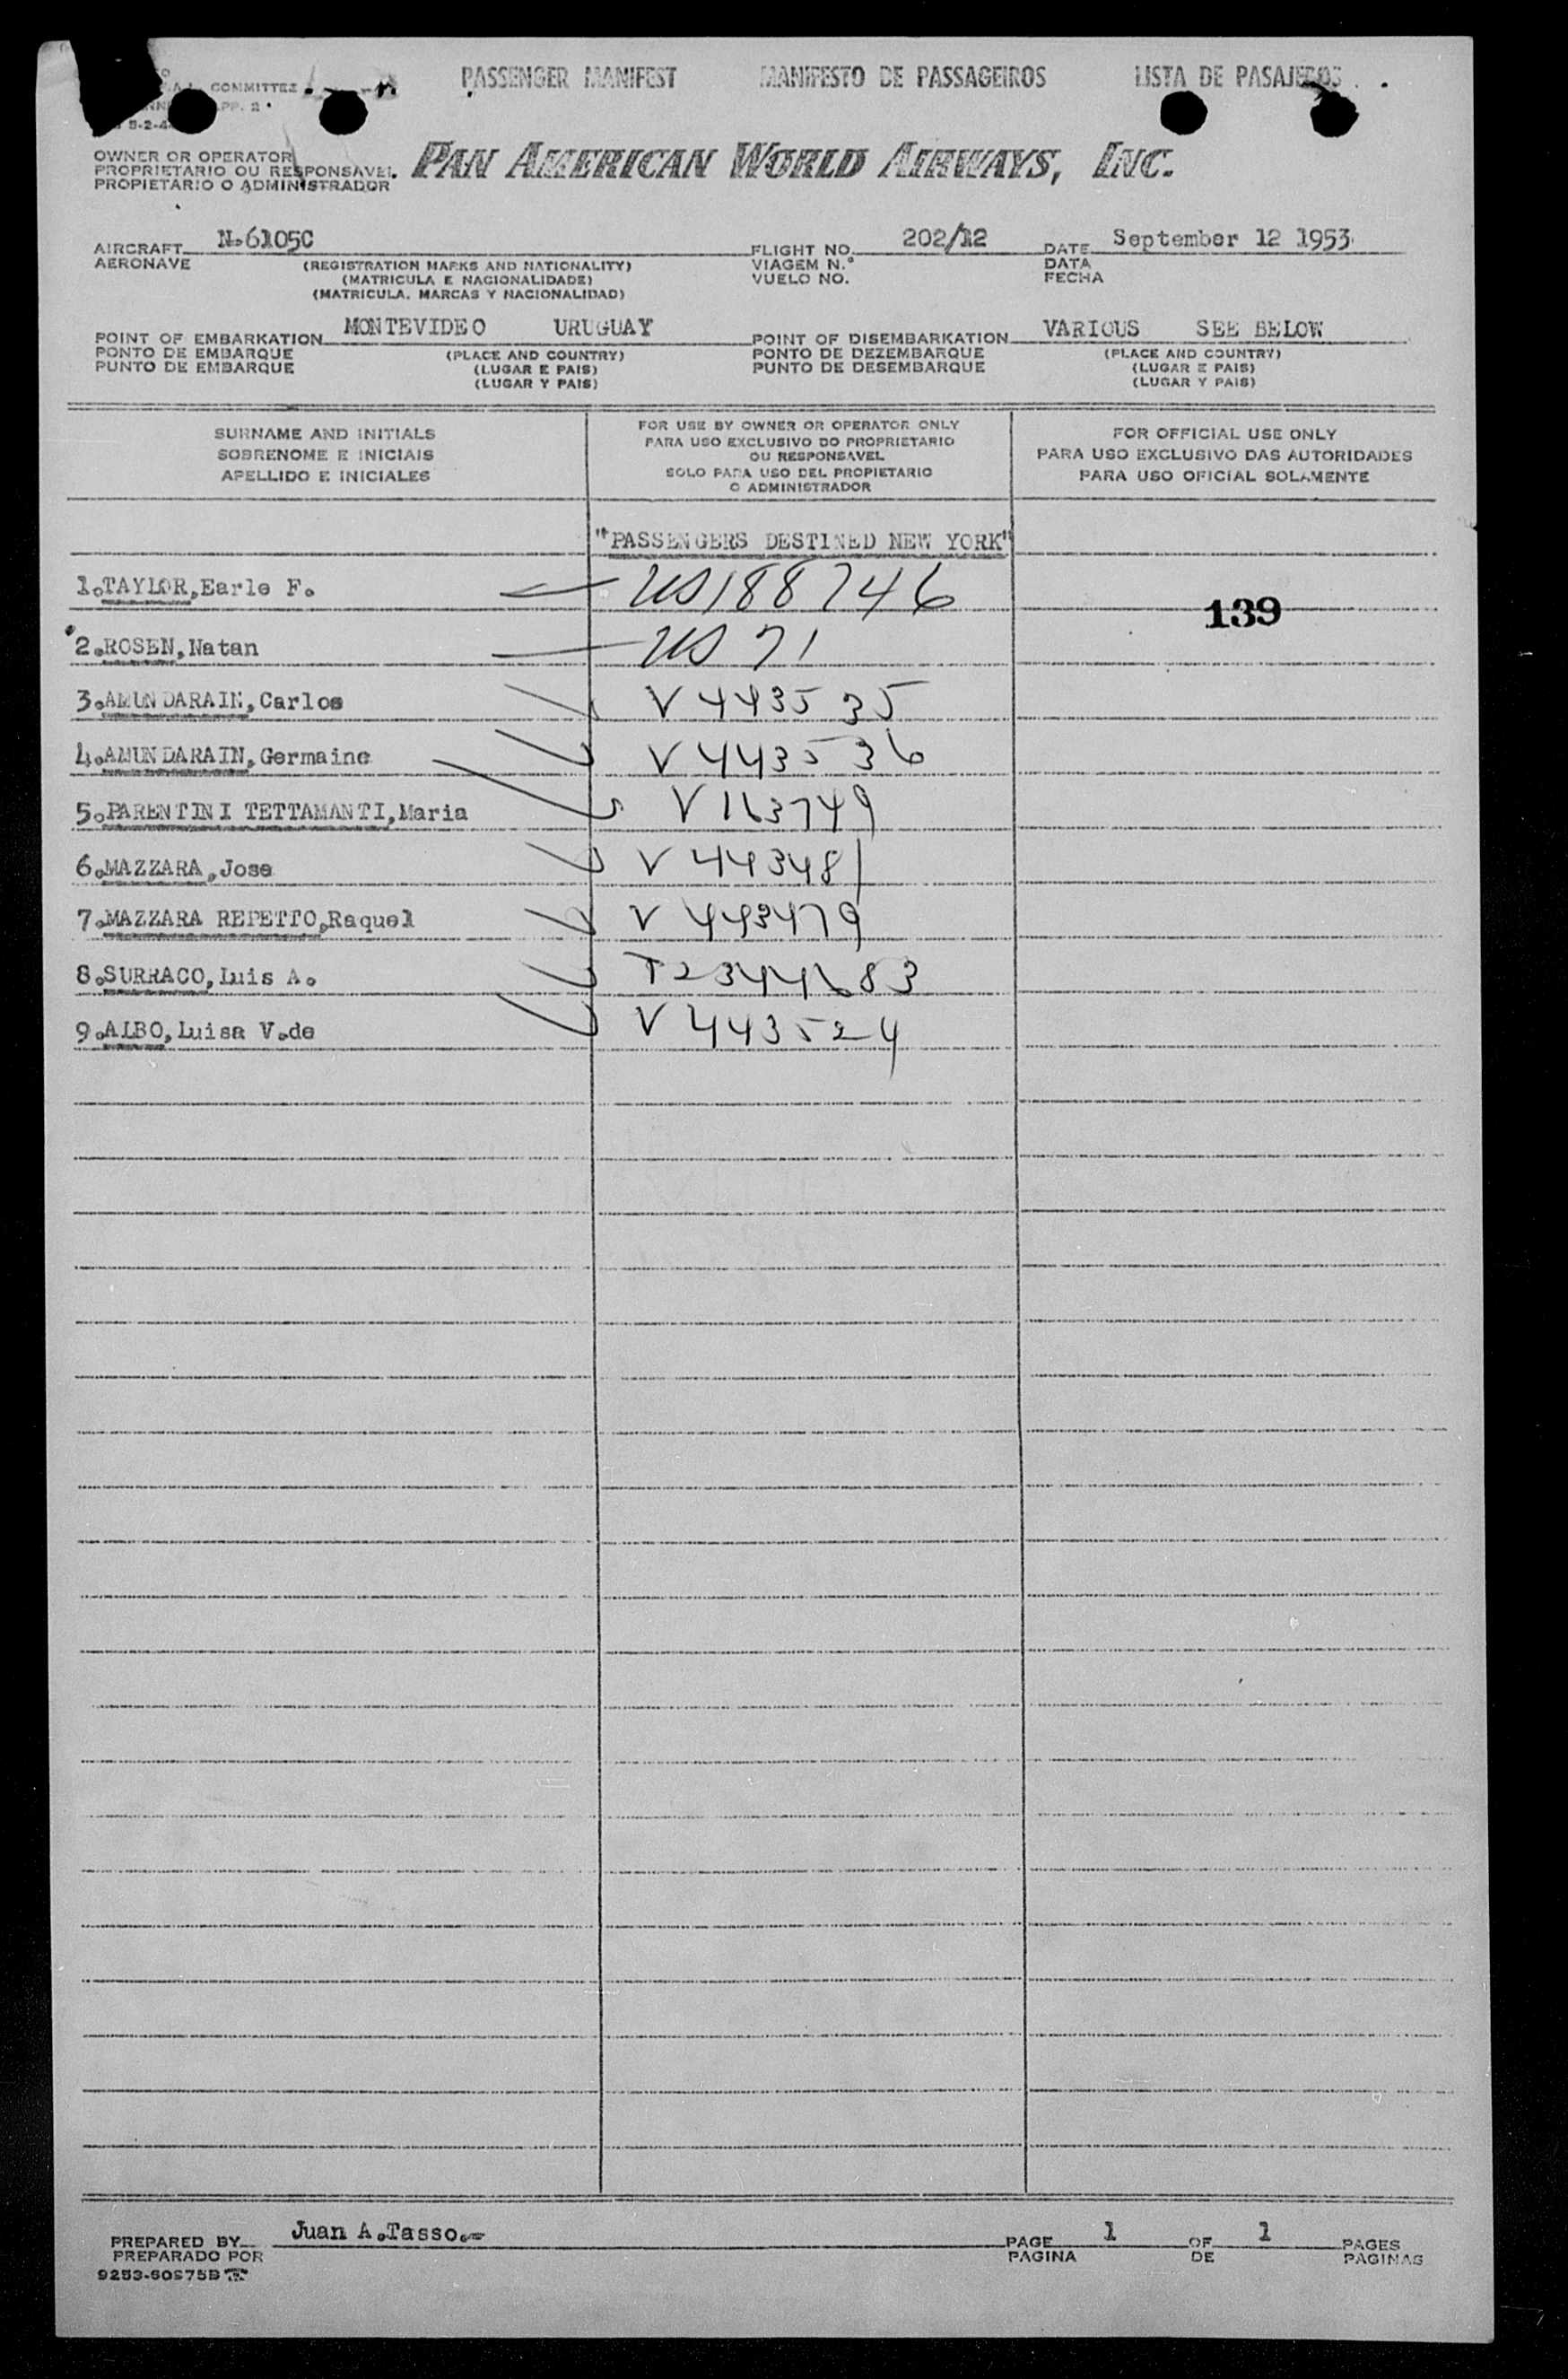 COMMITTEE
PASSENGER MANIFEST MANIFESTO DE PASSAGEIROS LISTA DE PASAJEROS
OWNER OR OPERATOR
PROPRIETARIO OU RESPONSAVEL
PROPIETARIO O ADMINISTRADOR
PAN AMERICAN WORLD AIRWAYS, INC.
AIRCRAFT N-6105C FLIGHT NO. 202/12 DATE September 12 1953
AERONAVE (REGISTRATION MARKS AND NATIONALITY) VIAGEM N.° DATA
(MATRICULA E NACIONALIDADE) VUELO NO. FECHA
(MATRICULA, MARCAS Y NACIONALIDAD)
POINT OF EMBARKATION MONTEVIDEO URUGUAY POINT OF DISEMBARKATION VARIOUS SEE BELOW
PONTO DE EMBARQUE (PLACE AND COUNTRY) PONTO DE DEZEMBARQUE (PLACE AND COUNTRY)
PUNTO DE EMBARQUE (LUGAR E PAIS) PUNTO DE DESEMBARQUE (LUGAR E PAIS)
(LUGAR Y PAIS) (LUGAR Y PAIS)
SURNAME AND INITIALS
SOBRENOME E INICIAIS
APELLIDO E INICIALES
FOR USE BY OWNER OR OPERATOR ONLY
PARA USO EXCLUSIVO DO PROPRIETARIO
OU RESPONSAVEL
SOLO PARA USO DEL PROPIETARIO
O ADMINISTRADOR
FOR OFFICIAL USE ONLY
PARA USO EXCLUSIVO DAS AUTORIDADES
PARA USO OFICIAL SOLAMENTE
"PASSENGERS DESTINED NEW YORK"
1.TAYLOR,Earle F. US188746
139
2.ROSEN,Natan US 71
3.AMUNDARAIN,Carlos V443535
4.AMUNDARAIN,Germaine V443536
5.PARENTINI TETTAMANTI,Maria V163749
6.MAZZARA,Jose V443481
7.MAZZARA REPETTO,Raquel V443479
8.SURRACO,Luis A. T2344683
9.ALBO,Luisa V.de V443524
PREPARED BY Juan A.Tasso.- PAGE 1 OF 1 PAGES
PREPARADO POR PAGINA DE PAGINAS
9253-60875B